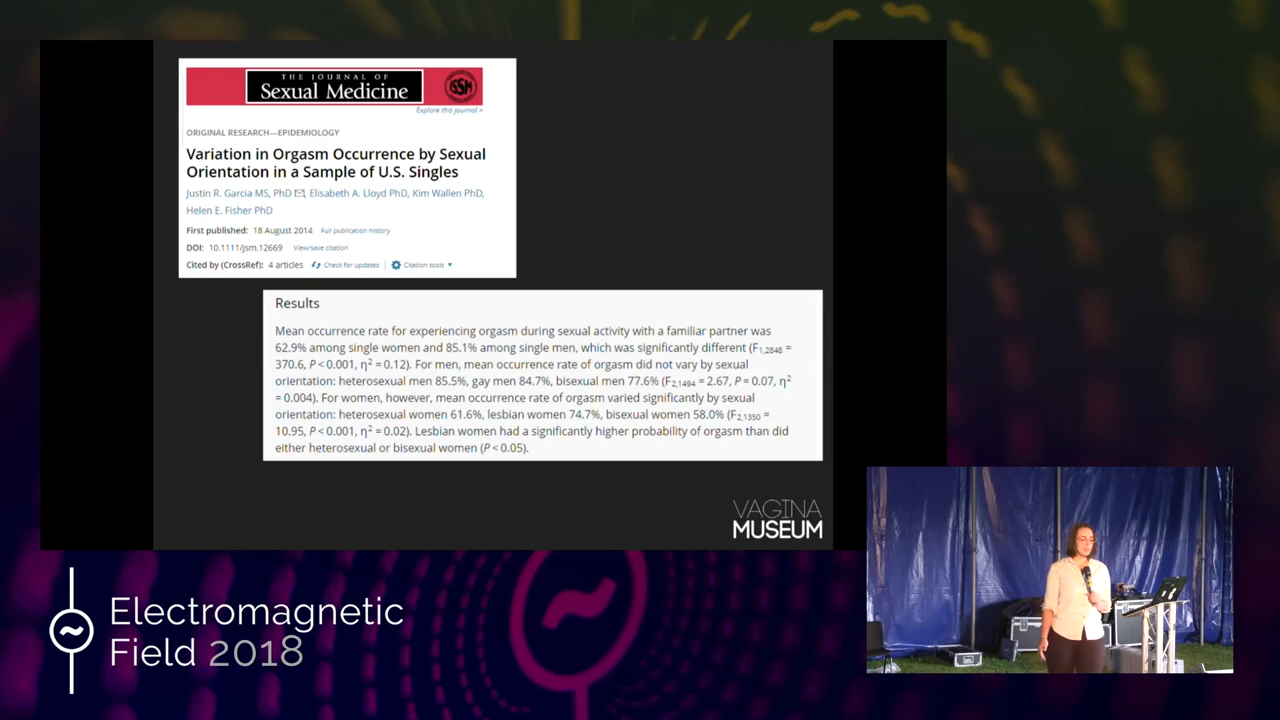 THE JOURNAL OF
Sexual Medicine
ISSM
Explore this journal >
ORIGINAL RESEARCH—EPIDEMIOLOGY
Variation in Orgasm Occurrence by Sexual
Orientation in a Sample of U.S. Singles
Justin R. Garcia MS, PhD ✉, Elisabeth A. Lloyd PhD, Kim Wallen PhD,
Helen E. Fisher PhD
First published: 18 August 2014 Full publication history
DOI: 10.1111/jsm.12669 View/save citation
Cited by (CrossRef): 4 articles Check for updates | Citation tools ▼
Results
Mean occurrence rate for experiencing orgasm during sexual activity with a familiar partner was
62.9% among single women and 85.1% among single men, which was significantly different (F1,2848 =
370.6, P < 0.001, η2 = 0.12). For men, mean occurrence rate of orgasm did not vary by sexual
orientation: heterosexual men 85.5%, gay men 84.7%, bisexual men 77.6% (F2,1494 = 2.67, P = 0.07, η2
= 0.004). For women, however, mean occurrence rate of orgasm varied significantly by sexual
orientation: heterosexual women 61.6%, lesbian women 74.7%, bisexual women 58.0% (F2,1350 =
10.95, P < 0.001, η2 = 0.02). Lesbian women had a significantly higher probability of orgasm than did
either heterosexual or bisexual women (P < 0.05).
VAGINA
MUSEUM
Electromagnetic
Field 2018